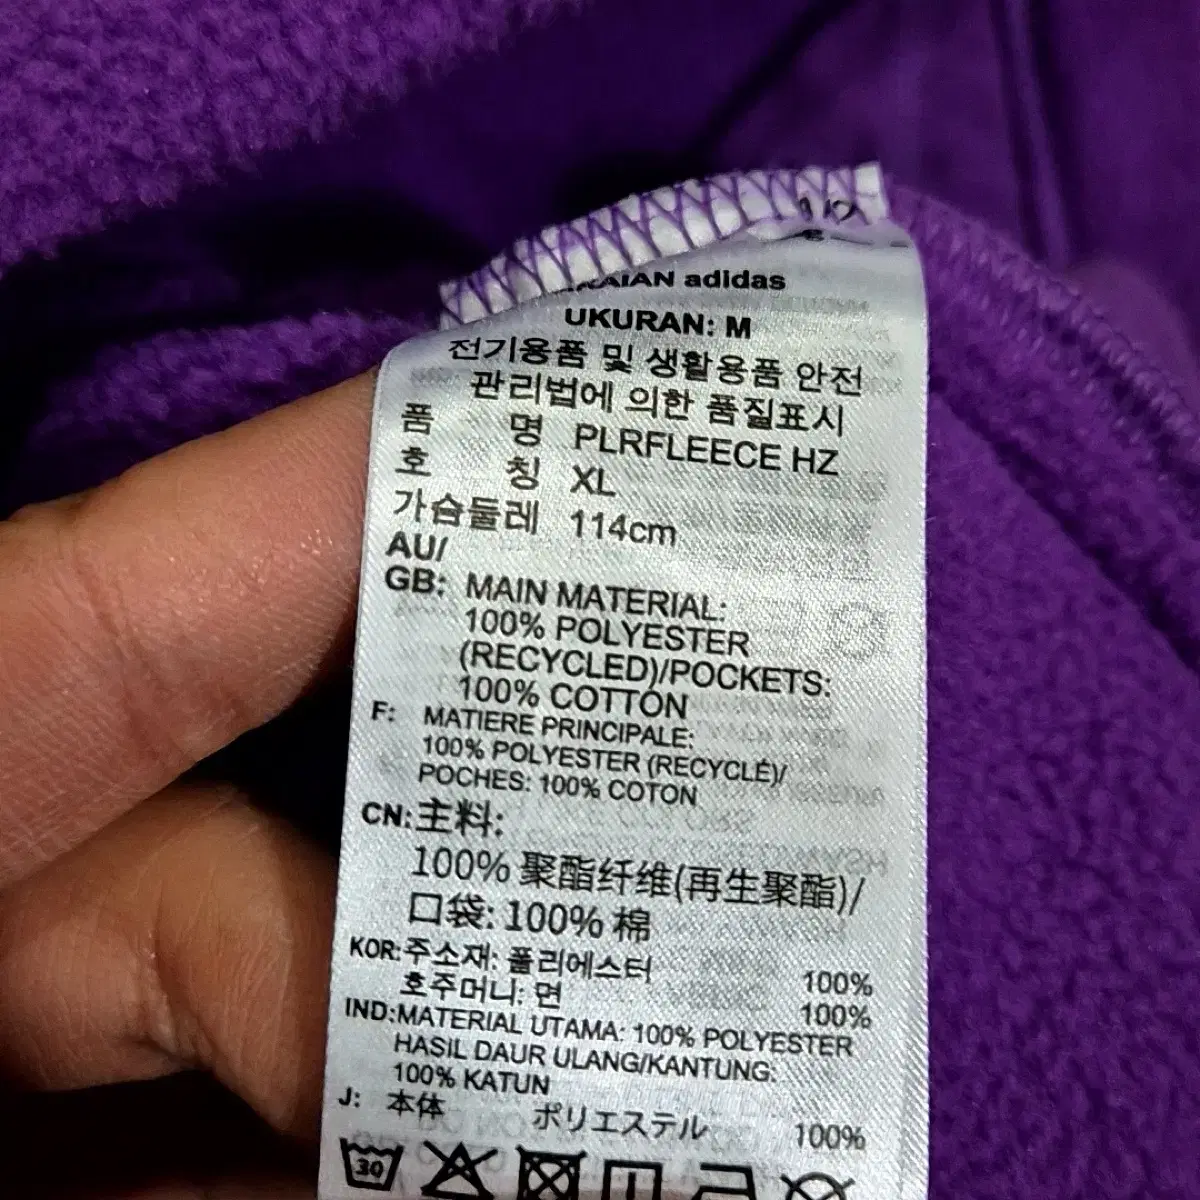 adidas
UKURAN: M
전기용품 및 생활용품 안전
관리법에 의한 품질표시
품 명 PLRFLEECE HZ
호 칭 XL
가슴둘레 114cm
AU/
GB: MAIN MATERIAL:
100% POLYESTER
(RECYCLED)/POCKETS:
100% COTTON
F: MATIERE PRINCIPALE:
100% POLYESTER (RECYCLÉ)/
POCHES: 100% COTON
CN:主料:
100% 聚酯纤维(再生聚酯)/
口袋: 100% 棉
KOR:주소재: 폴리에스터 100%
호주머니: 면 100%
IND:MATERIAL UTAMA: 100% POLYESTER
HASIL DAUR ULANG/KANTUNG:
100% KATUN
J: 本体 ポリエステル 100%
30